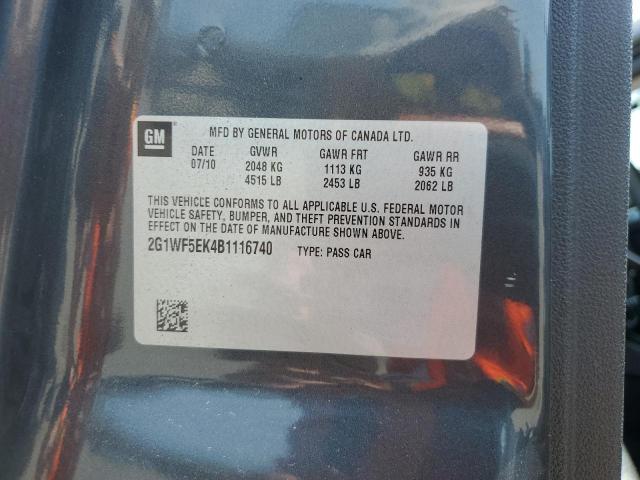 GM
MFD BY GENERAL MOTORS OF CANADA LTD.
DATE GVWR GAWR FRT GAWR RR
07/10 2048 KG 1113 KG 935 KG
4515 LB 2453 LB 2062 LB
THIS VEHICLE CONFORMS TO ALL APPLICABLE U.S. FEDERAL MOTOR
VEHICLE SAFETY, BUMPER, AND THEFT PREVENTION STANDARDS IN
EFFECT ON THE DATE OF MANUFACTURE SHOWN ABOVE.
2G1WF5EK4B1116740 TYPE: PASS CAR